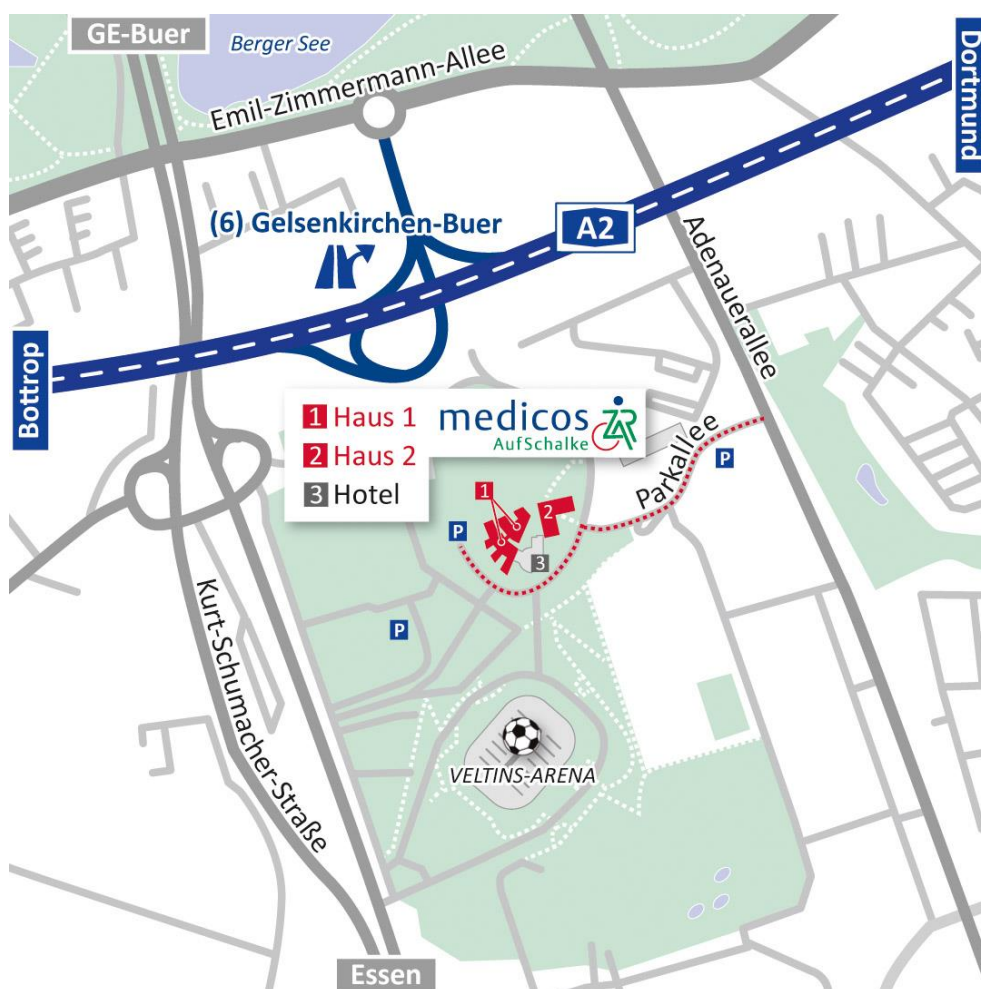 GE-Buer
Berger See
Dortmund
Emil-Zimmermann-Allee
(6) Gelsenkirchen-Buer
A2
Adenauerallee
Bottrop
1 Haus 1
medicos
AufSchalke
ZAR
2 Haus 2
3 Hotel
Parkallee
P
1
2
P
3
P
Kurt-Schumacher-Straße
VELTINS-ARENA
Essen